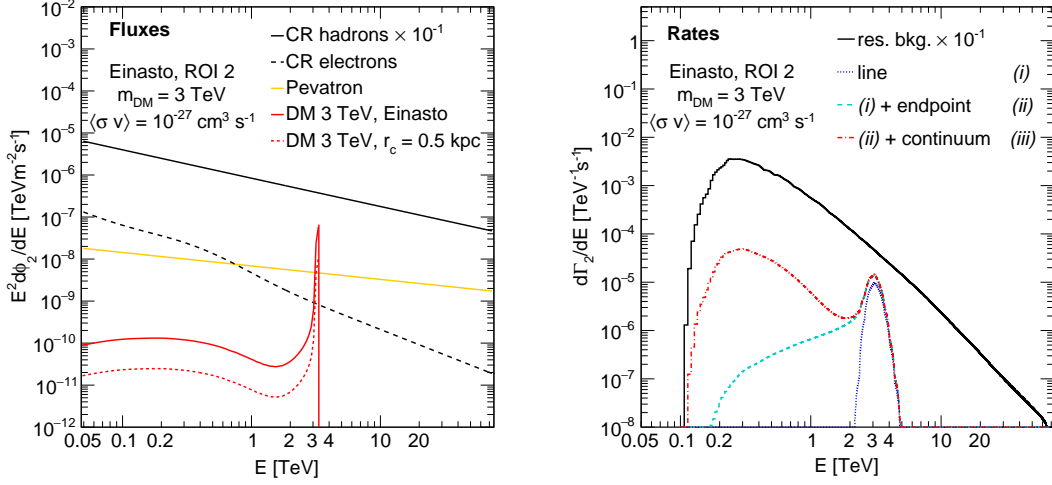 Fluxes
Einasto, ROI 2
m_DM = 3 TeV
⟨σ v⟩ = 10^-27 cm^3 s^-1
CR hadrons × 10^-1
CR electrons
Pevatron
DM 3 TeV, Einasto
DM 3 TeV, r_c = 0.5 kpc
E^2dϕ_2/dE [TeVm^-2s^-1]
10^-2
10^-3
10^-4
10^-5
10^-6
10^-7
10^-8
10^-9
10^-10
10^-11
10^-12
0.05 0.1 0.2 1 2 3 4 10 20
E [TeV]
Rates
Einasto, ROI 2
m_DM = 3 TeV
⟨σ v⟩ = 10^-27 cm^3 s^-1
res. bkg. × 10^-1
line (i)
(i) + endpoint (ii)
(ii) + continuum (iii)
dΓ_2/dE [TeV^-1s^-1]
1
10^-1
10^-2
10^-3
10^-4
10^-5
10^-6
10^-7
10^-8
0.05 0.1 0.2 1 2 3 4 10 20
E [TeV]